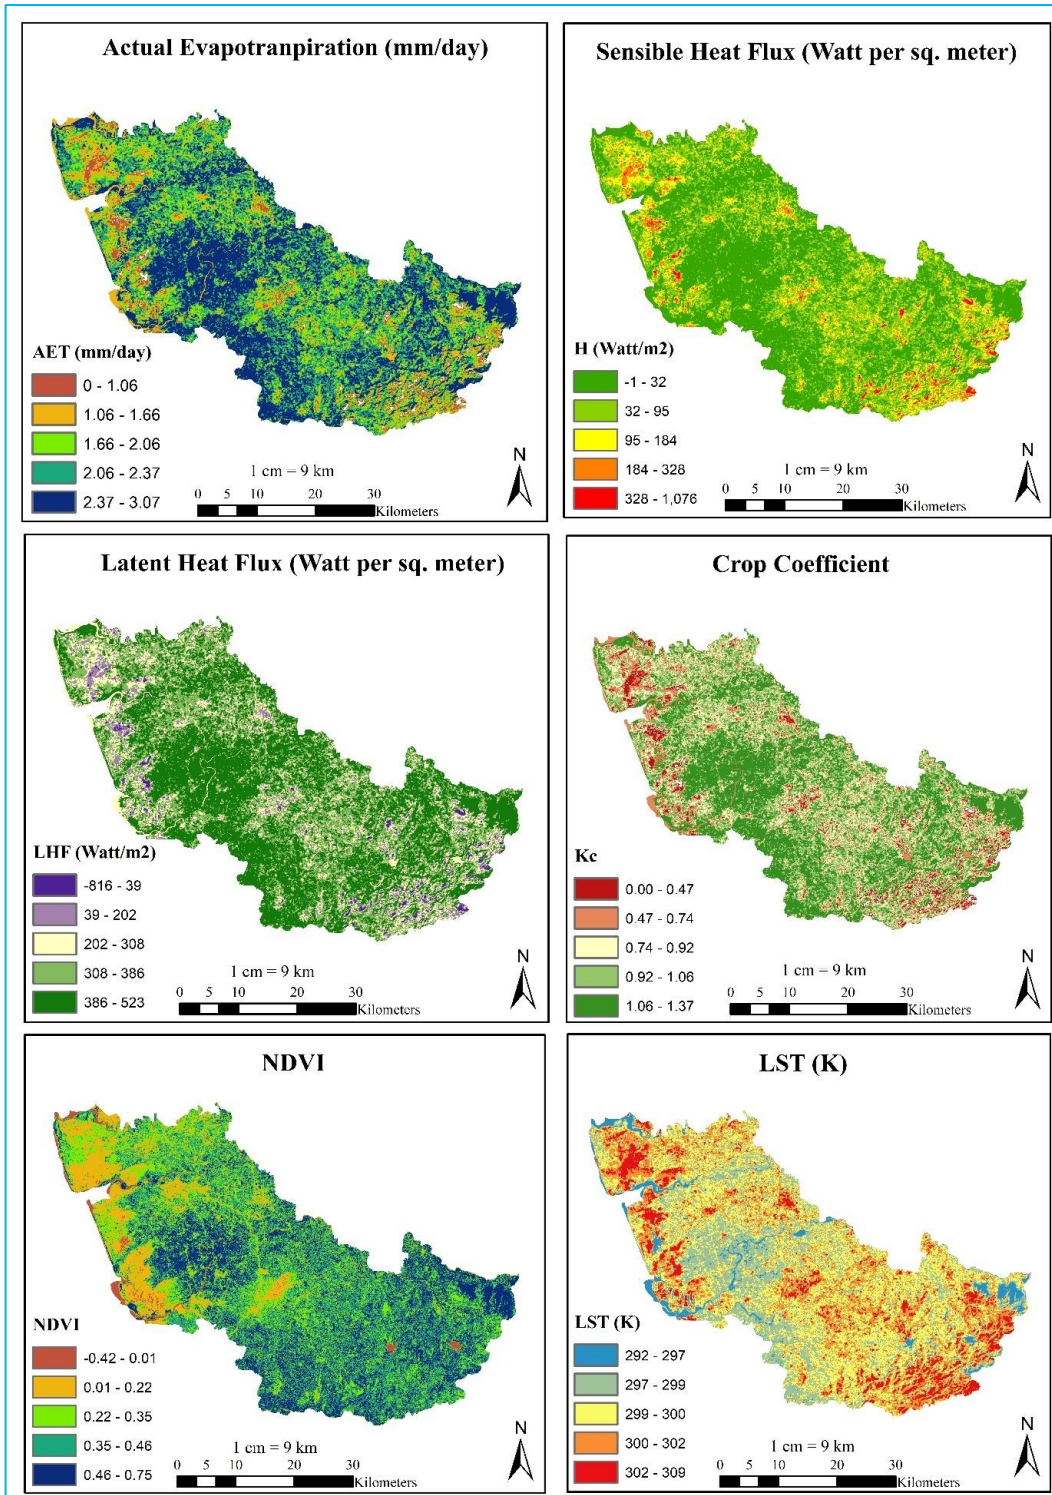 Actual Evapotranpiration (mm/day)
AET (mm/day)
0 - 1.06
1.06 - 1.66
1.66 - 2.06
2.06 - 2.37
2.37 - 3.07
1 cm = 9 km
0 5 10 20 30
Kilometers
N
Sensible Heat Flux (Watt per sq. meter)
H (Watt/m2)
-1 - 32
32 - 95
95 - 184
184 - 328
328 - 1,076
1 cm = 9 km
0 5 10 20 30
Kilometers
N
Latent Heat Flux (Watt per sq. meter)
LHF (Watt/m2)
-816 - 39
39 - 202
202 - 308
308 - 386
386 - 523
1 cm = 9 km
0 5 10 20 30
Kilometers
N
Crop Coefficient
Kc
0.00 - 0.47
0.47 - 0.74
0.74 - 0.92
0.92 - 1.06
1.06 - 1.37
1 cm = 9 km
0 5 10 20 30
Kilometers
N
NDVI
NDVI
-0.42 - 0.01
0.01 - 0.22
0.22 - 0.35
0.35 - 0.46
0.46 - 0.75
1 cm = 9 km
0 5 10 20 30
Kilometers
N
LST (K)
LST (K)
292 - 297
297 - 299
299 - 300
300 - 302
302 - 309
1 cm = 9 km
0 5 10 20 30
Kilometers
N